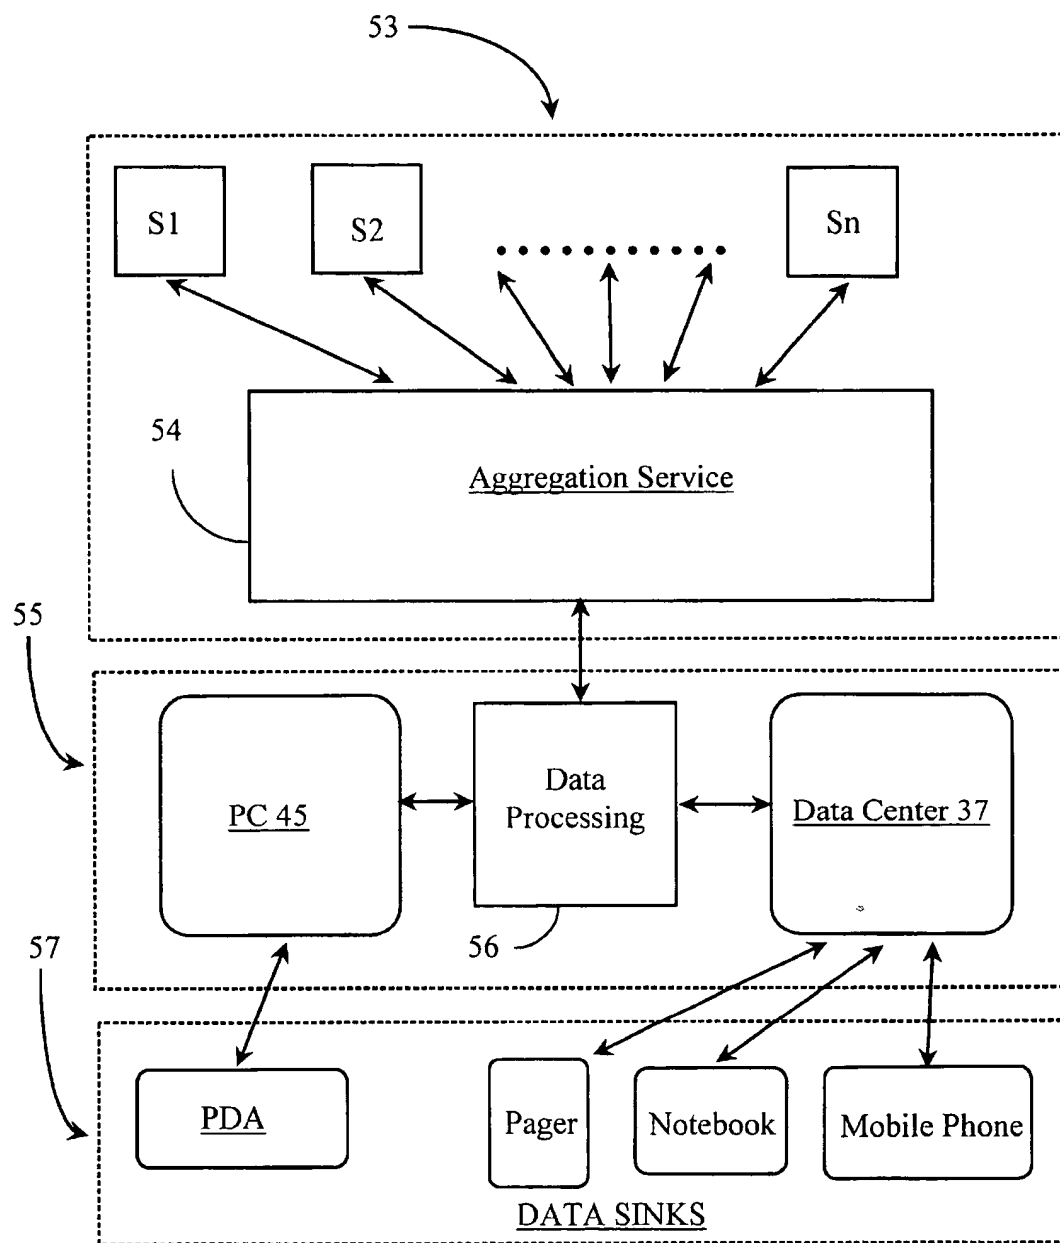 53
S1
S2
Sn
54
Aggregation Service
55
PC 45
Data
Processing
Data Center 37
56
57
PDA
Pager
Notebook
Mobile Phone
DATA SINKS